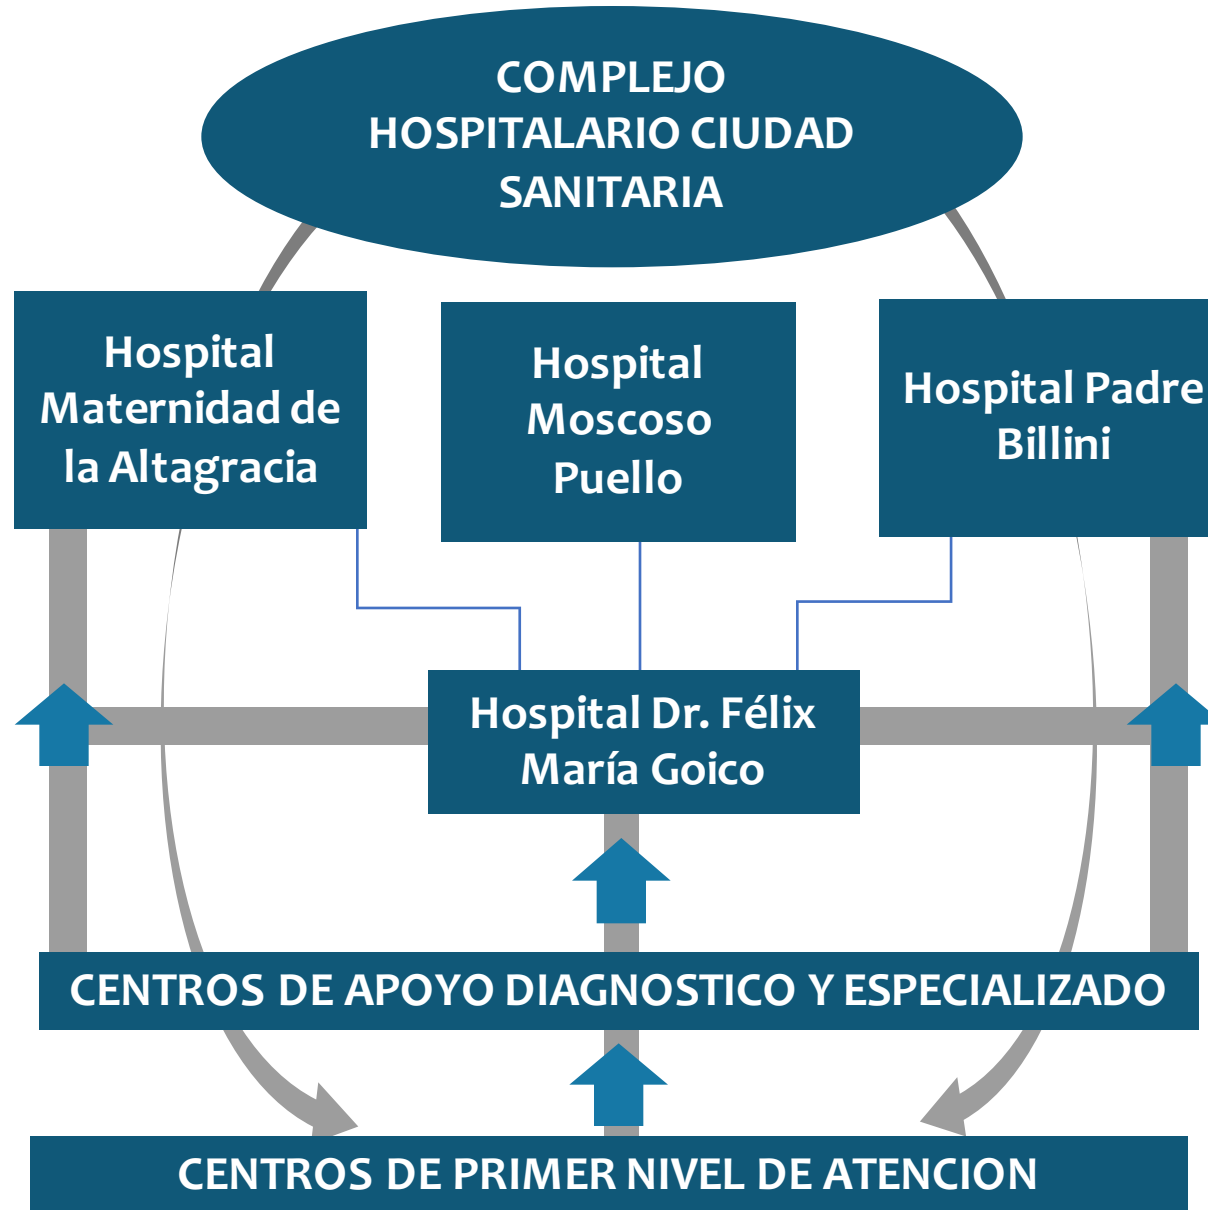 COMPLEJO
HOSPITALARIO CIUDAD
SANITARIA
Hospital
Maternidad de
la Altagracia
Hospital
Moscoso
Puello
Hospital Padre
Billini
Hospital Dr. Félix
María Goico
CENTROS DE APOYO DIAGNOSTICO Y ESPECIALIZADO
CENTROS DE PRIMER NIVEL DE ATENCION